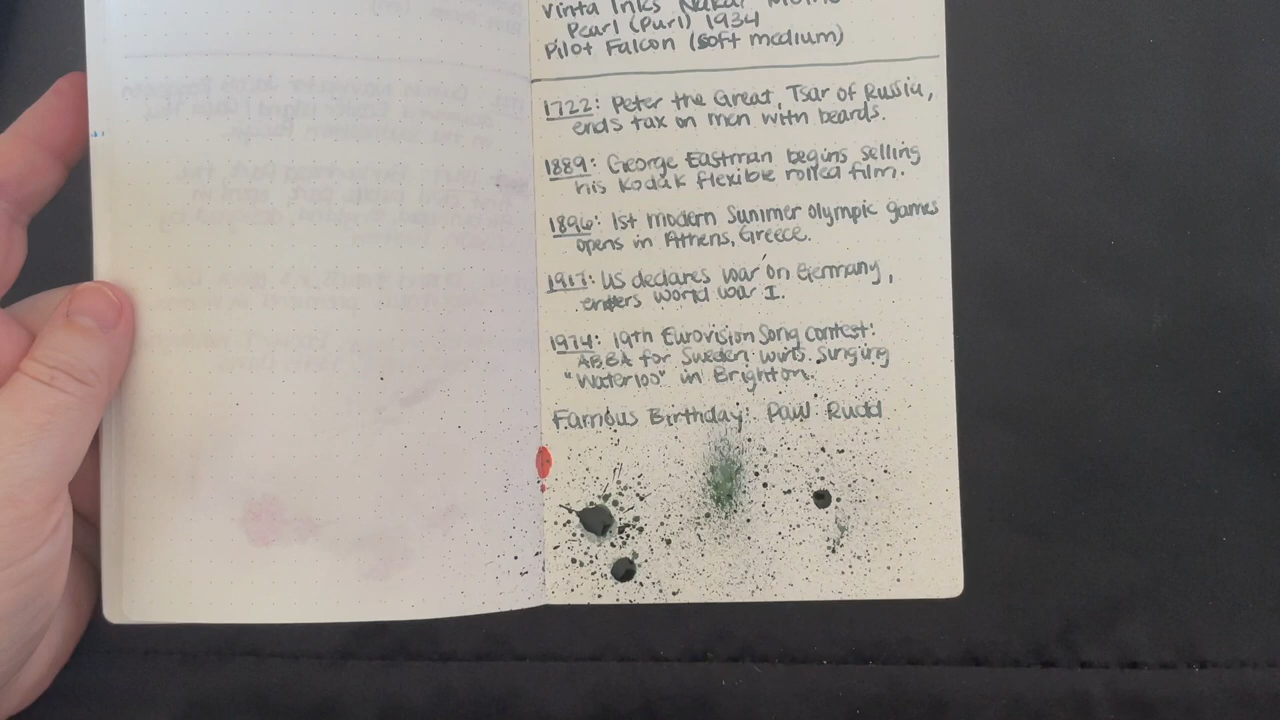 Vinta Inks
Pearl (Purl) 1934
Pilot Falcon (soft medium)
1722: Peter the Great, Tsar of Russia,
ends tax on men with beards.
1889: George Eastman begins selling
his Kodak flexible rolled film.
1896: 1st modern Summer Olympic games
opens in Athens, Greece.
1917: US declares war on Germany,
enters World War I.
1974: 19th Eurovision Song Contest:
ABBA for Sweden wins singing
"Waterloo" in Brighton.
Famous Birthday: Paul Rudd